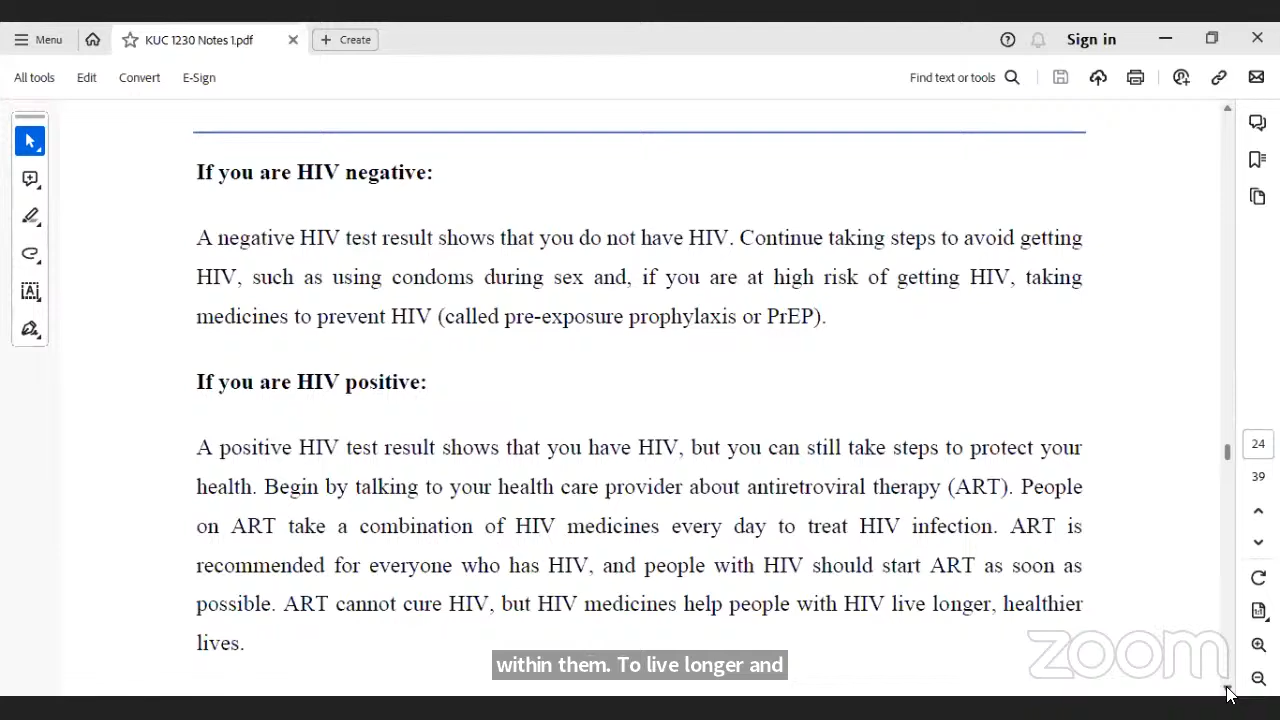 Menu
KUC 1230 Notes 1.pdf
Create
Sign in
All tools
Edit
Convert
E-Sign
Find text or tools
If you are HIV negative:
A negative HIV test result shows that you do not have HIV. Continue taking steps to avoid getting
HIV, such as using condoms during sex and, if you are at high risk of getting HIV, taking
medicines to prevent HIV (called pre-exposure prophylaxis or PrEP).
If you are HIV positive:
A positive HIV test result shows that you have HIV, but you can still take steps to protect your
health. Begin by talking to your health care provider about antiretroviral therapy (ART). People
on ART take a combination of HIV medicines every day to treat HIV infection. ART is
recommended for everyone who has HIV, and people with HIV should start ART as soon as
possible. ART cannot cure HIV, but HIV medicines help people with HIV live longer, healthier
lives.
24
39
zoom
within them. To live longer and